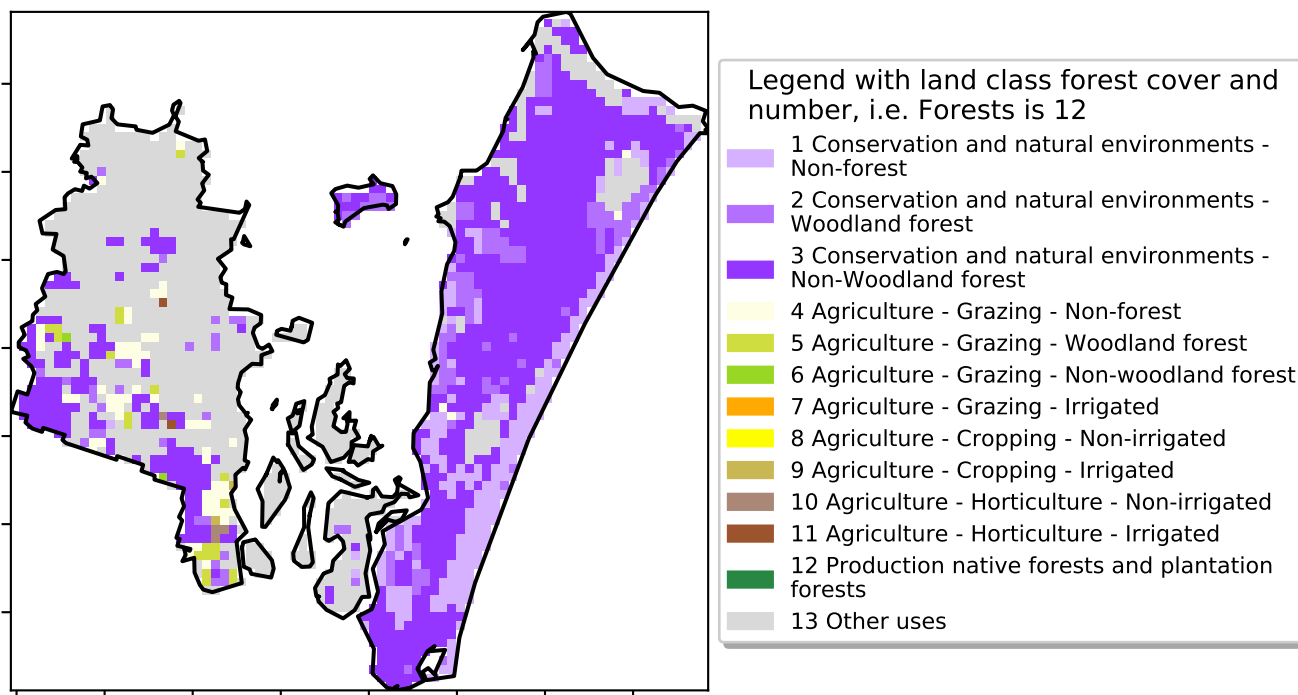 Legend with land class forest cover and
number, i.e. Forests is 12
1 Conservation and natural environments -
Non-forest
2 Conservation and natural environments -
Woodland forest
3 Conservation and natural environments -
Non-Woodland forest
4 Agriculture - Grazing - Non-forest
5 Agriculture - Grazing - Woodland forest
6 Agriculture - Grazing - Non-woodland forest
7 Agriculture - Grazing - Irrigated
8 Agriculture - Cropping - Non-irrigated
9 Agriculture - Cropping - Irrigated
10 Agriculture - Horticulture - Non-irrigated
11 Agriculture - Horticulture - Irrigated
12 Production native forests and plantation
forests
13 Other uses